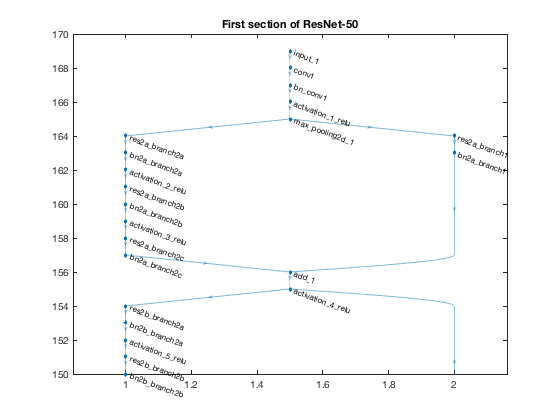 First section of ResNet-50
170
168
166
164
162
160
158
156
154
152
150
input_1
conv1
bn_conv1
activation_1_relu
max_pooling2d_1
res2a_branch2a
bn2a_branch2a
activation_2_relu
res2a_branch2b
bn2a_branch2b
activation_3_relu
res2a_branch2c
bn2a_branch2c
res2a_branch1
bn2a_branch1
add_1
activation_4_relu
res2b_branch2a
bn2b_branch2a
activation_5_relu
res2b_branch2b
bn2b_branch2b
1
1.2
1.4
1.6
1.8
2